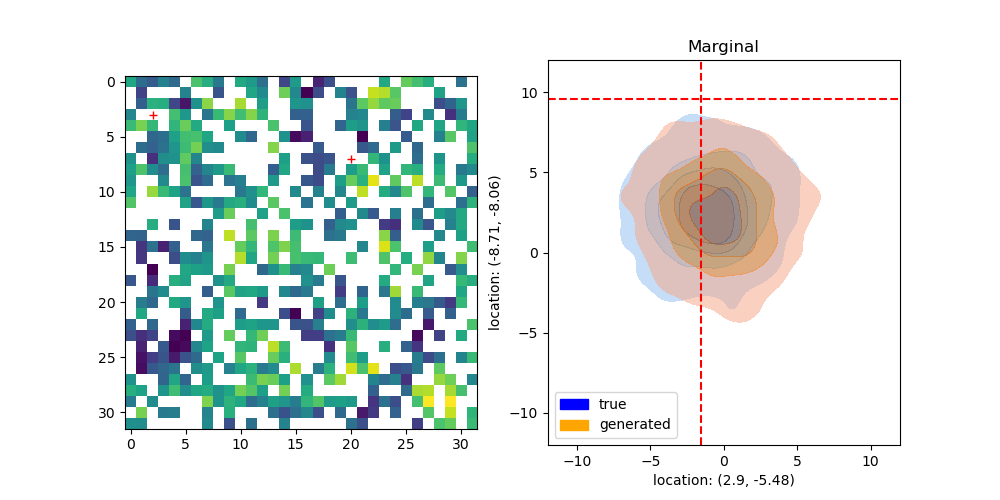 Marginal
0
5
10
15
20
25
30
0 5 10 15 20 25 30
location: (-8.71, -8.06)
10
5
0
−5
−10
true
generated
−10 −5 0 5 10
location: (2.9, -5.48)